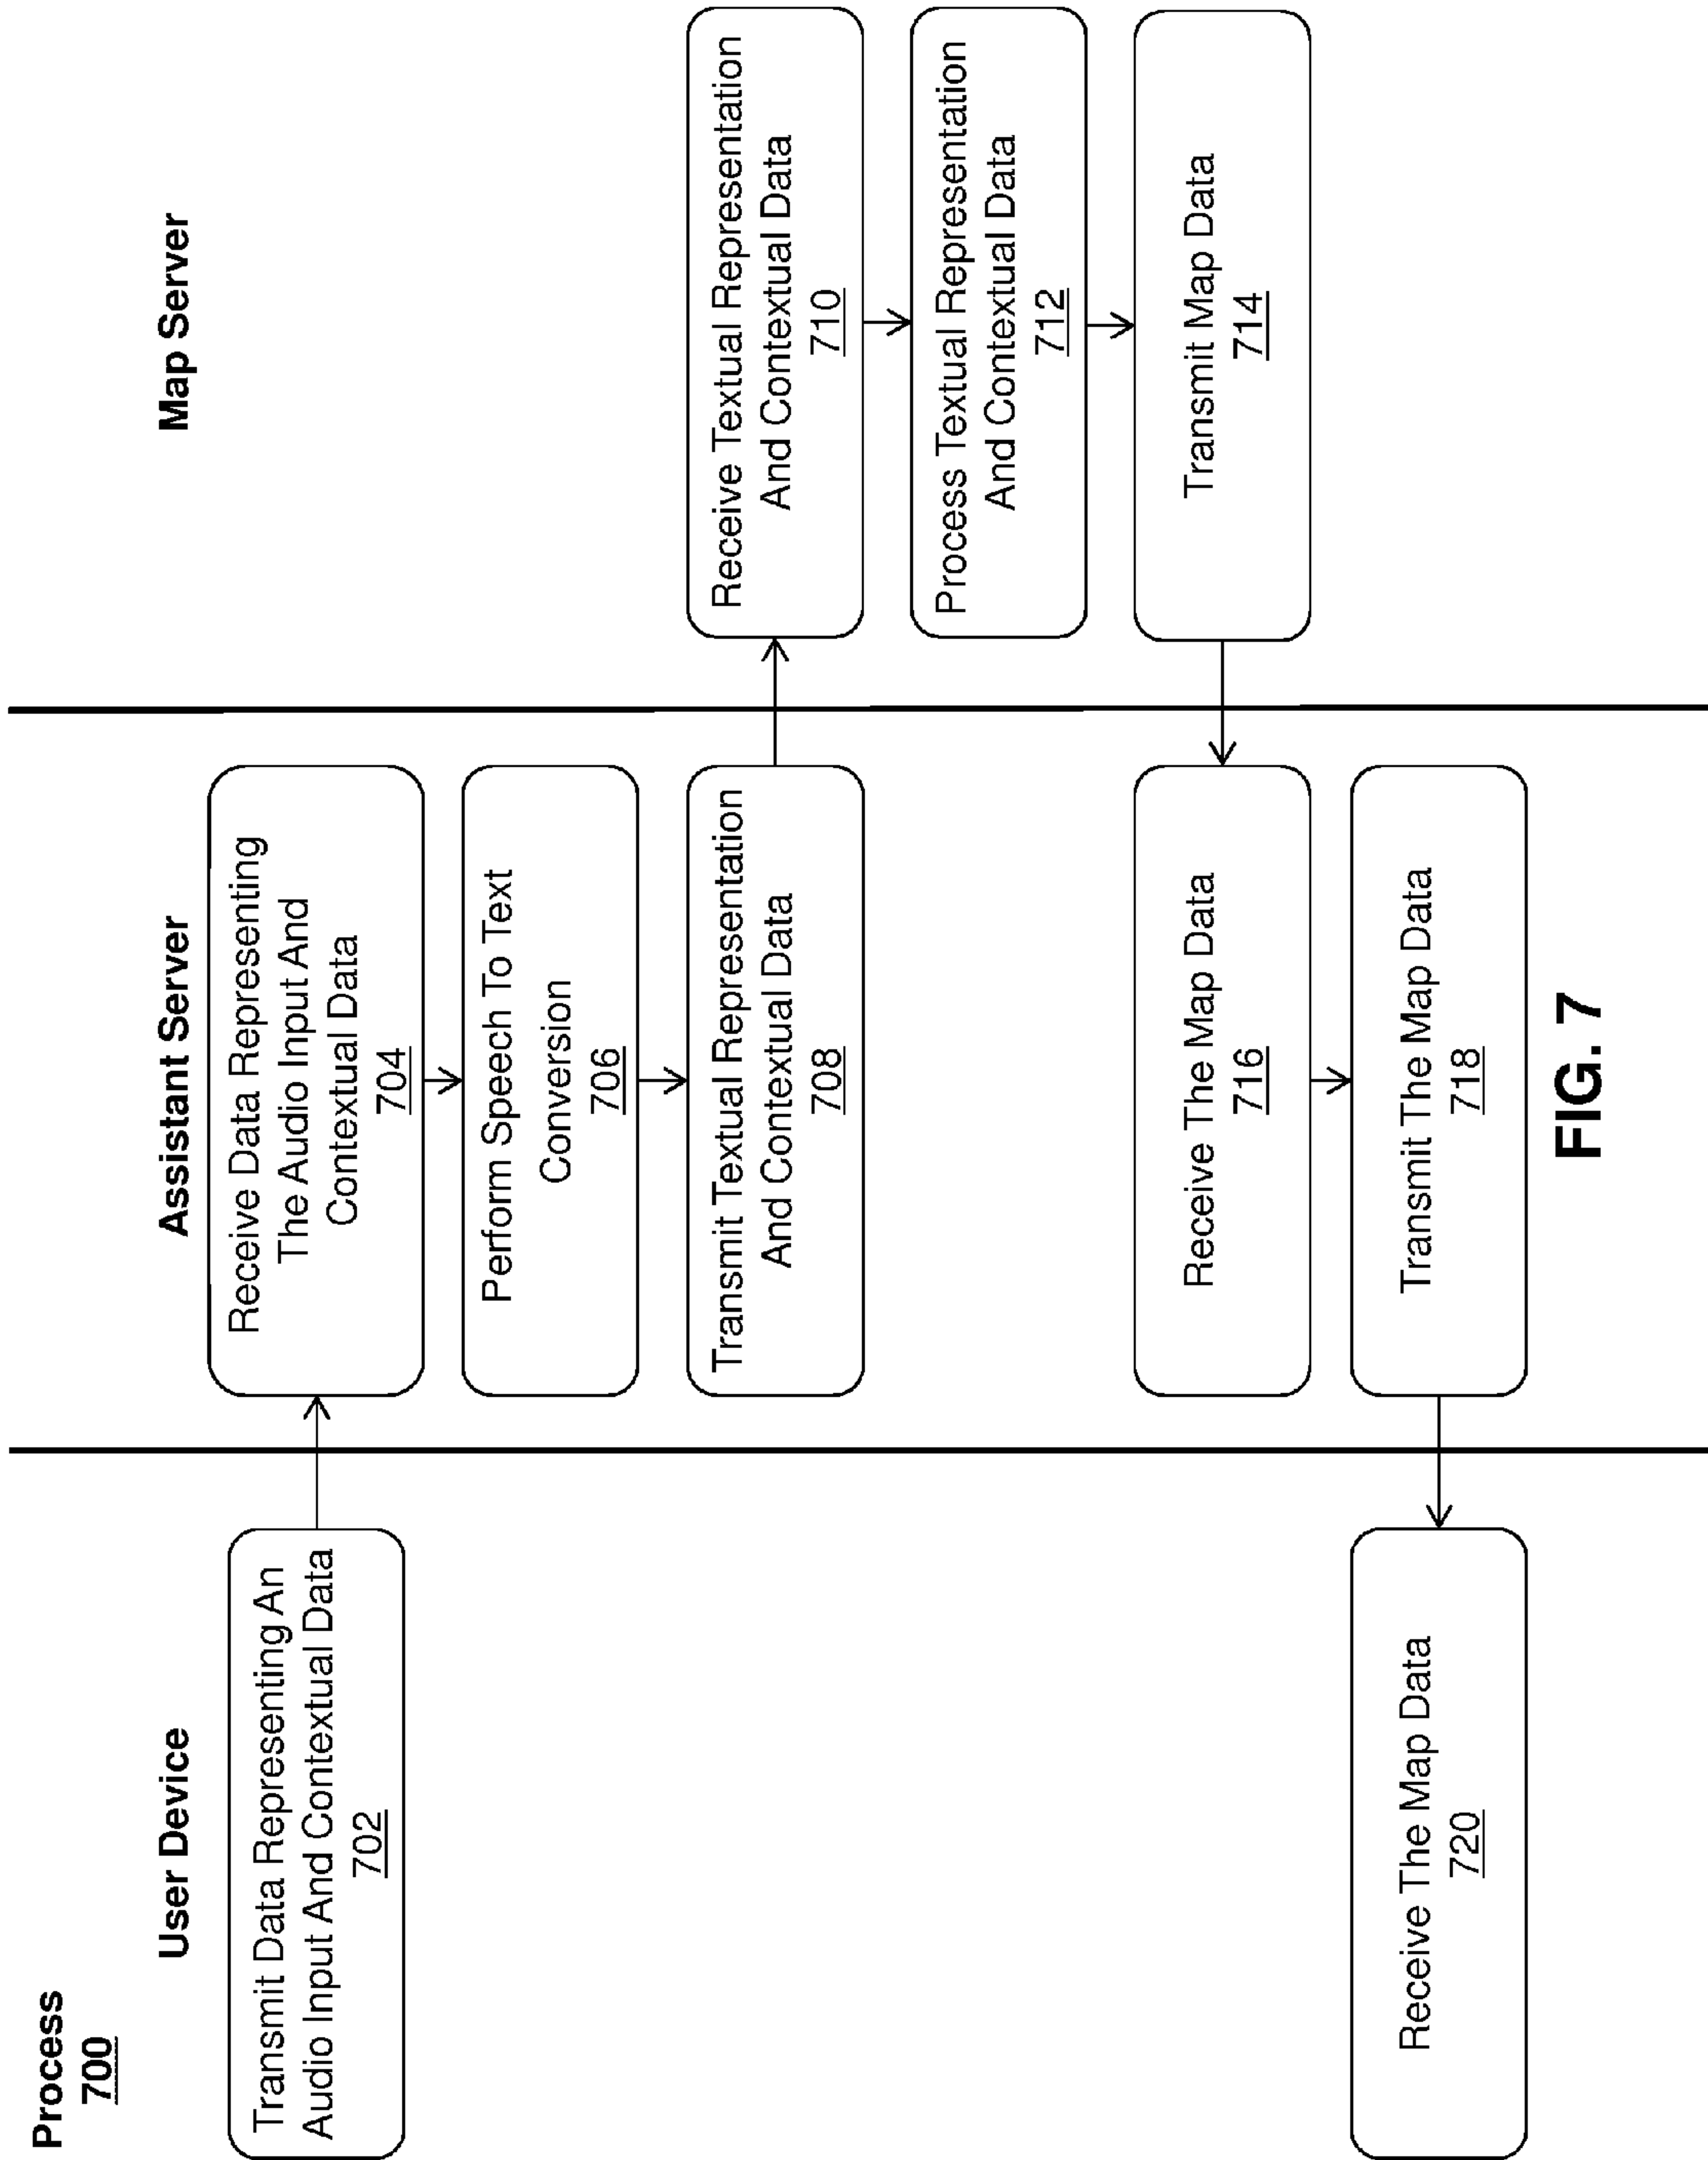 Process
700
User Device
Assistant Server
Map Server
Transmit Data Representing An
Audio Input And Contextual Data
702
Receive Data Representing
The Audio Input And
Contextual Data
704
Perform Speech To Text
Conversion
706
Transmit Textual Representation
And Contextual Data
708
Receive Textual Representation
And Contextual Data
710
Process Textual Representation
And Contextual Data
712
Transmit Map Data
714
Receive The Map Data
716
Transmit The Map Data
718
Receive The Map Data
720
FIG. 7